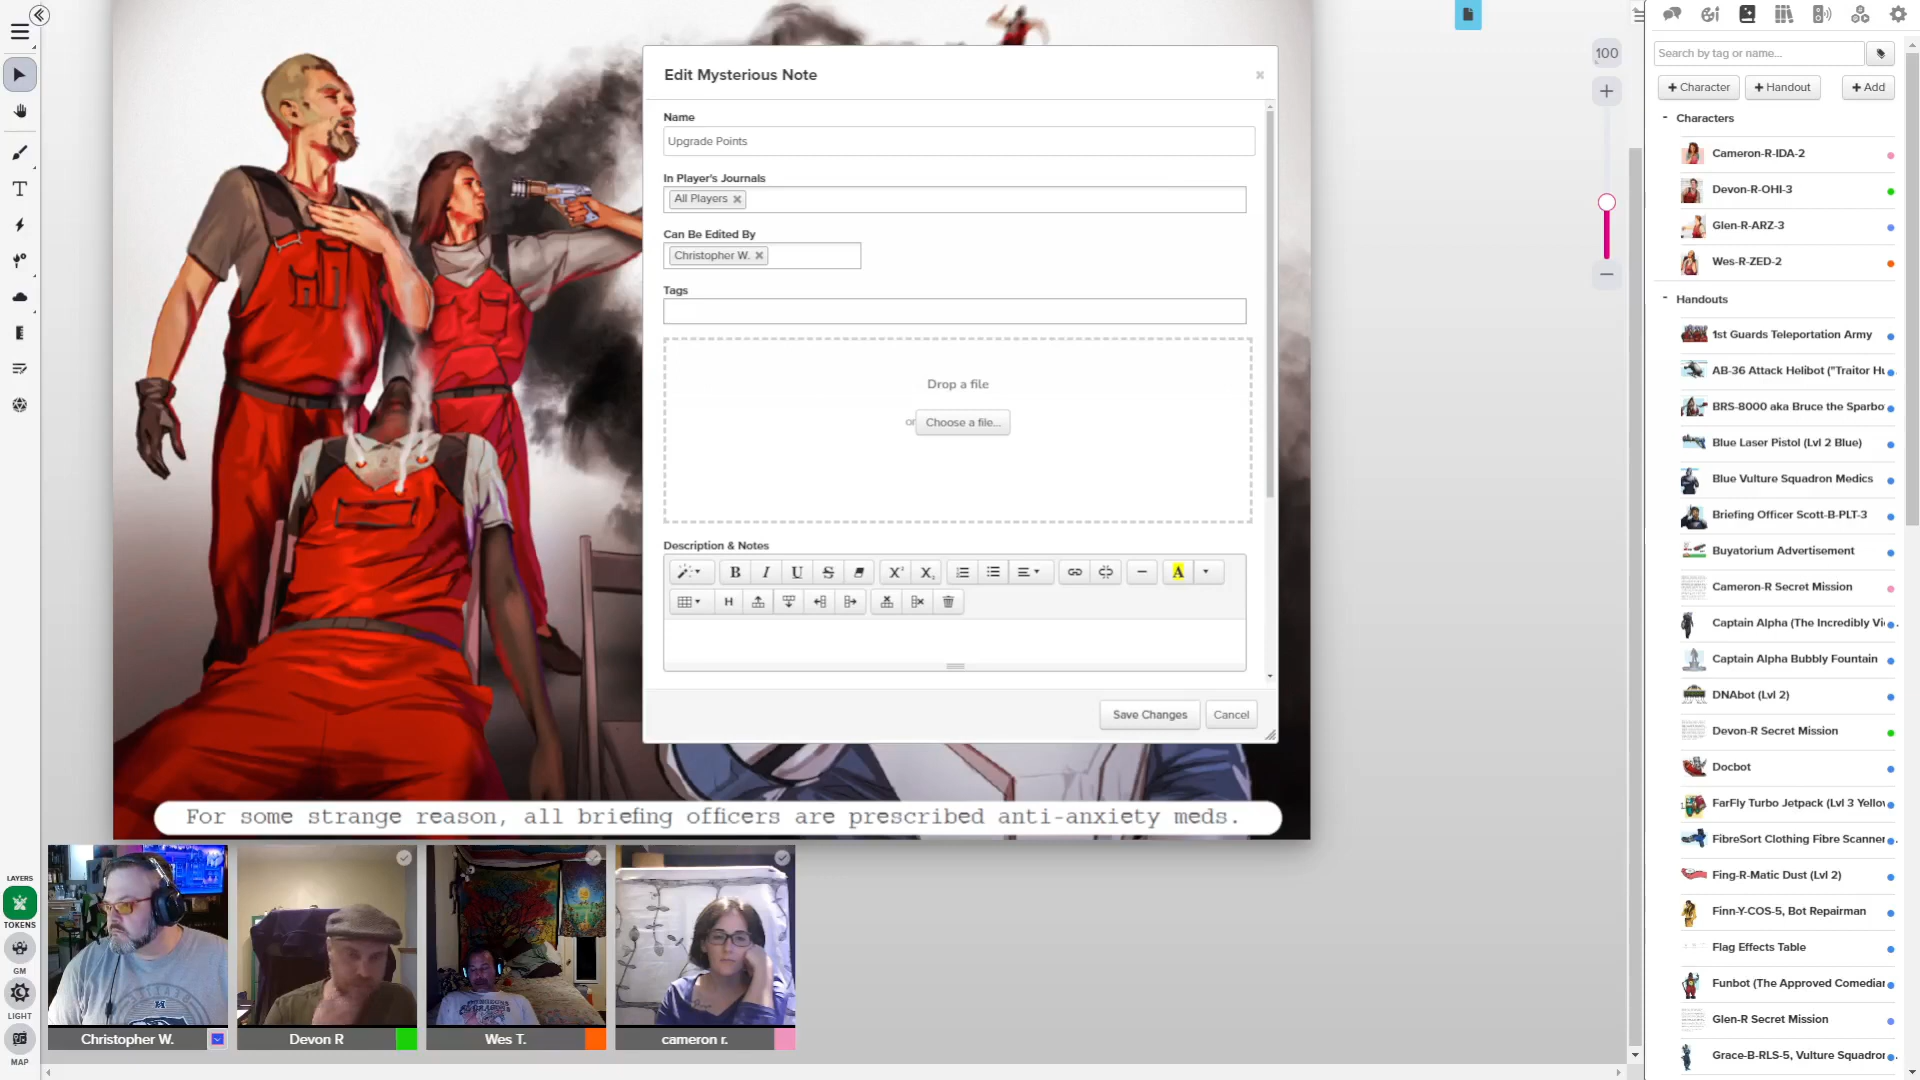 100
Edit Mysterious Note
×
Name
Upgrade Points
In Player's Journals
All Players ×
Can Be Edited By
Christopher W. ×
Tags
Drop a file
or Choose a file...
Description & Notes
B I U S X² X₂ A
H
Save Changes
Cancel
For some strange reason, all briefing officers are prescribed anti-anxiety meds.
LAYERS
TOKENS
GM
LIGHT
MAP
Christopher W.
Devon R
Wes T.
cameron r.
Search by tag or name...
+ Character
+ Handout
+ Add
Characters
Cameron-R-IDA-2
Devon-R-OHI-3
Glen-R-ARZ-3
Wes-R-ZED-2
Handouts
1st Guards Teleportation Army
AB-36 Attack Helibot ("Traitor Hu
BRS-8000 aka Bruce the Sparbo
Blue Laser Pistol (Lvl 2 Blue)
Blue Vulture Squadron Medics
Briefing Officer Scott-B-PLT-3
Buyatorium Advertisement
Cameron-R Secret Mission
Captain Alpha (The Incredibly Vi
Captain Alpha Bubbly Fountain
DNAbot (Lvl 2)
Devon-R Secret Mission
Docbot
FarFly Turbo Jetpack (Lvl 3 Yellov
FibreSort Clothing Fibre Scanner
Fing-R-Matic Dust (Lvl 2)
Finn-Y-COS-5, Bot Repairman
Flag Effects Table
Funbot (The Approved Comedian
Glen-R Secret Mission
Grace-B-RLS-5, Vulture Squadror